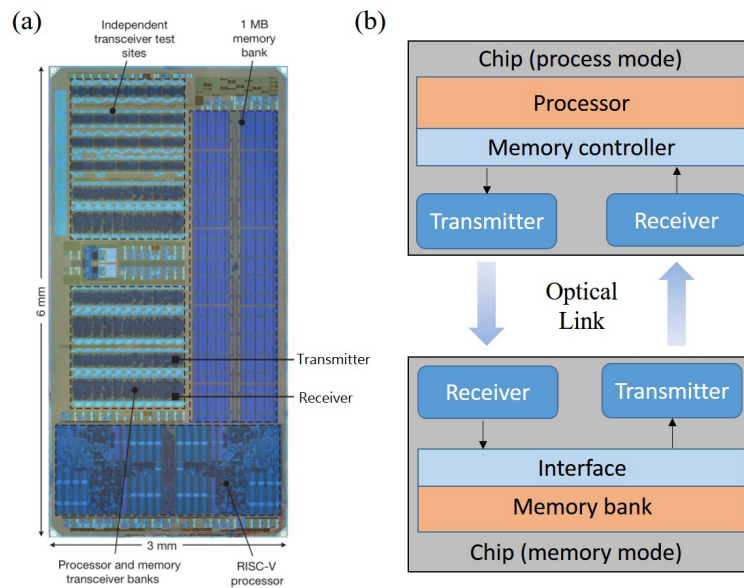 (a)
Independent
transceiver test
sites
1 MB
memory
bank
6 mm
Transmitter
Receiver
3 mm
Processor and memory
transceiver banks
RISC-V
processor
(b)
Chip (process mode)
Processor
Memory controller
Transmitter
Receiver
Optical
Link
Receiver
Transmitter
Interface
Memory bank
Chip (memory mode)